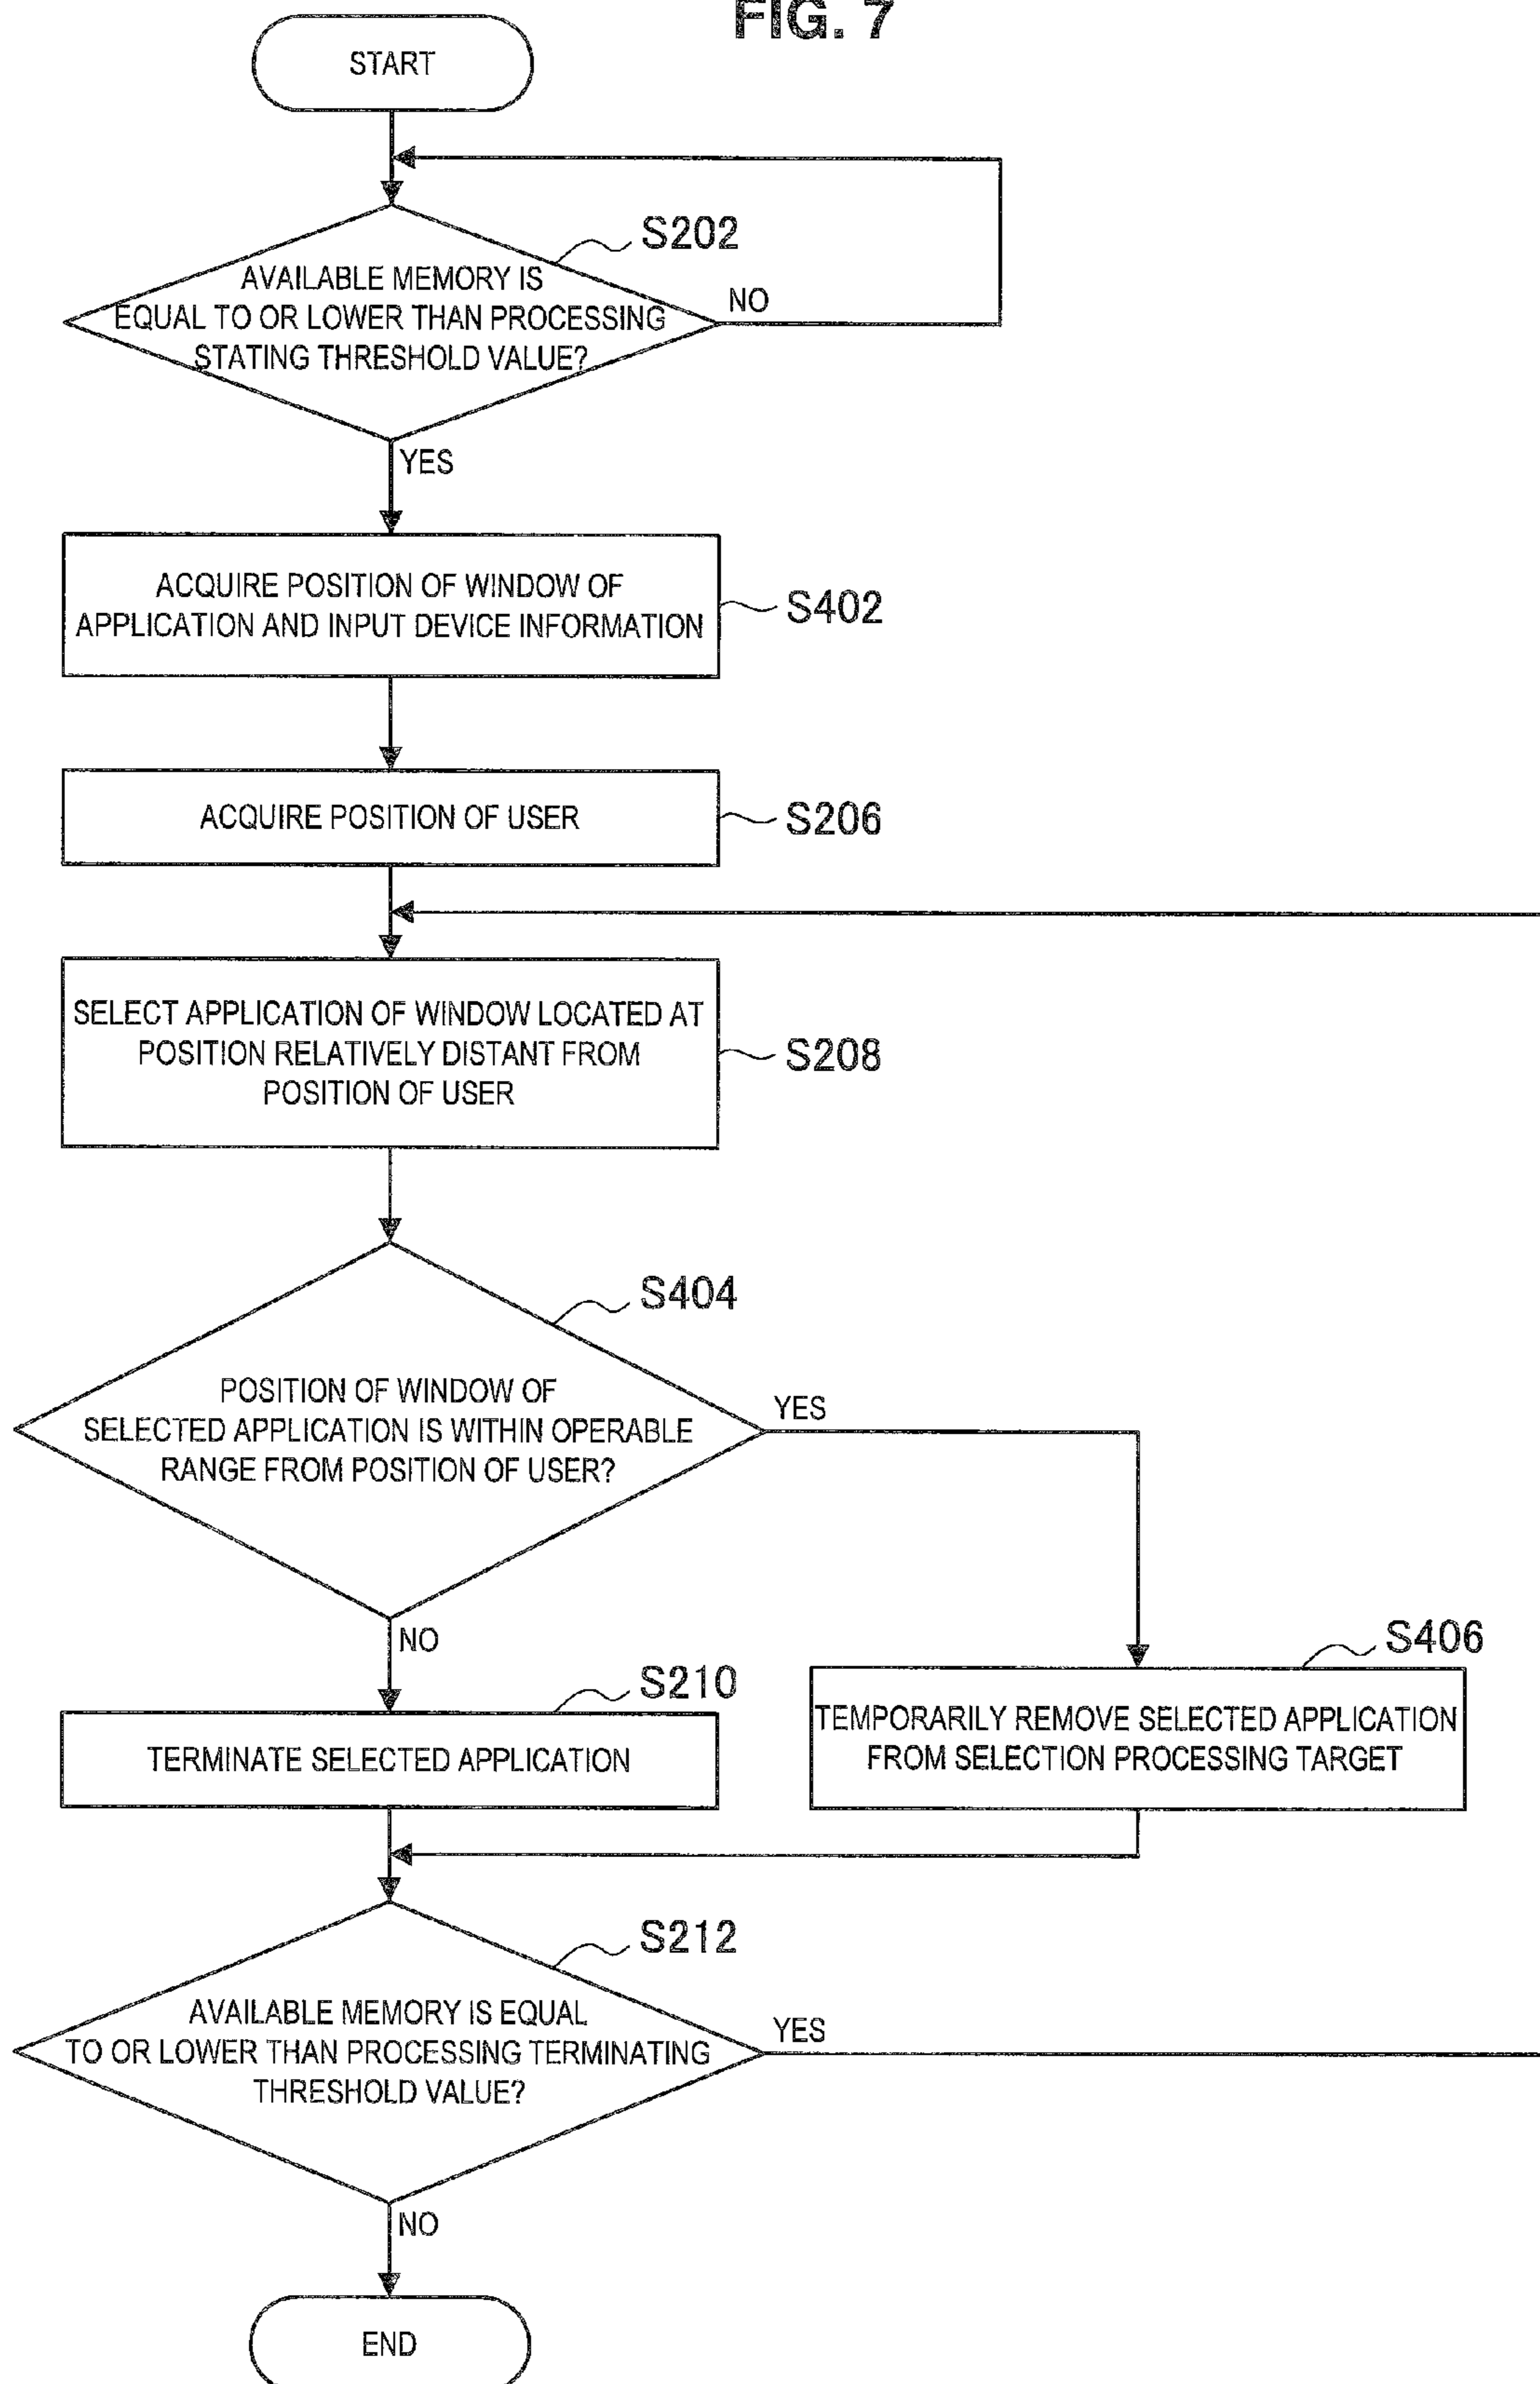 FIG. 7
START
S202
AVAILABLE MEMORY IS
EQUAL TO OR LOWER THAN PROCESSING
STATING THRESHOLD VALUE?
NO
YES
ACQUIRE POSITION OF WINDOW OF
APPLICATION AND INPUT DEVICE INFORMATION
S402
ACQUIRE POSITION OF USER
S206
SELECT APPLICATION OF WINDOW LOCATED AT
POSITION RELATIVELY DISTANT FROM
POSITION OF USER
S208
S404
POSITION OF WINDOW OF
SELECTED APPLICATION IS WITHIN OPERABLE
RANGE FROM POSITION OF USER?
YES
NO
S406
TEMPORARILY REMOVE SELECTED APPLICATION
FROM SELECTION PROCESSING TARGET
S210
TERMINATE SELECTED APPLICATION
S212
AVAILABLE MEMORY IS EQUAL
TO OR LOWER THAN PROCESSING TERMINATING
THRESHOLD VALUE?
YES
NO
END